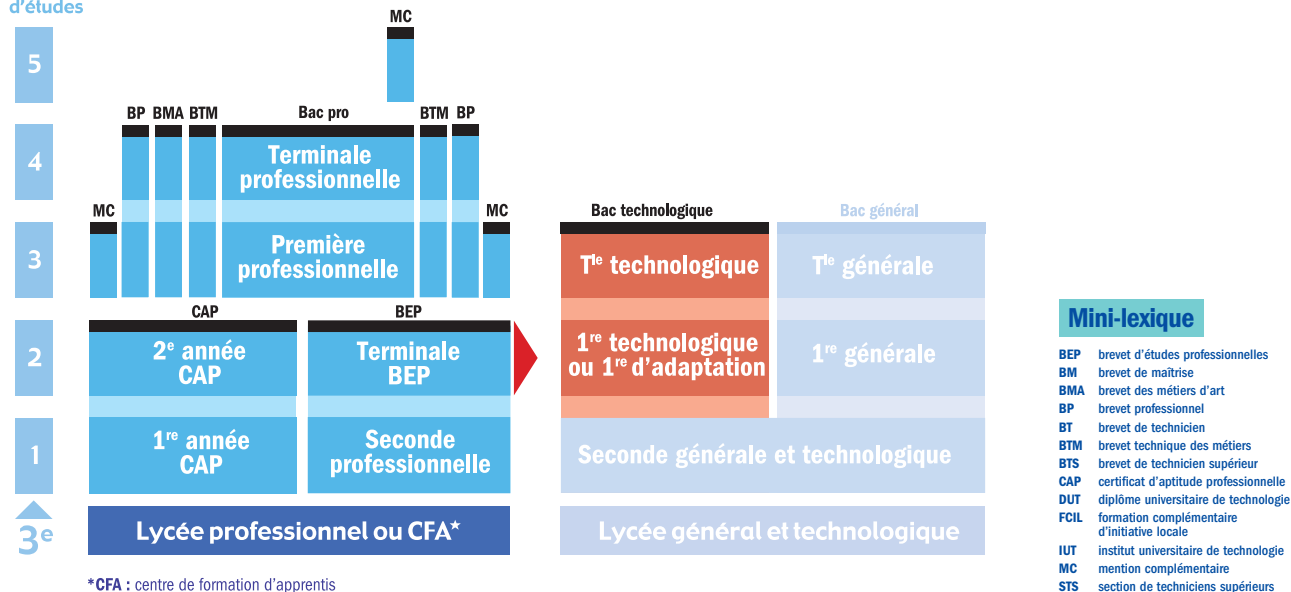 d'études
MC
5
BP BMA BTM Bac pro BTM BP
4
Terminale
professionnelle
MC MC
Bac technologique Bac général
3
Première
professionnelle
Tle technologique
Tle générale
CAP BEP
2
2e année
CAP
Terminale
BEP
1re technologique
ou 1re d'adaptation
1re générale
1
1re année
CAP
Seconde
professionnelle
Seconde générale et technologique
3e
Lycée professionnel ou CFA*
Lycée général et technologique
*CFA : centre de formation d'apprentis
Mini-lexique
BEP brevet d'études professionnelles
BM brevet de maîtrise
BMA brevet des métiers d'art
BP brevet professionnel
BT brevet de technicien
BTM brevet technique des métiers
BTS brevet de technicien supérieur
CAP certificat d'aptitude professionnelle
DUT diplôme universitaire de technologie
FCIL formation complémentaire
d'initiative locale
IUT institut universitaire de technologie
MC mention complémentaire
STS section de techniciens supérieurs